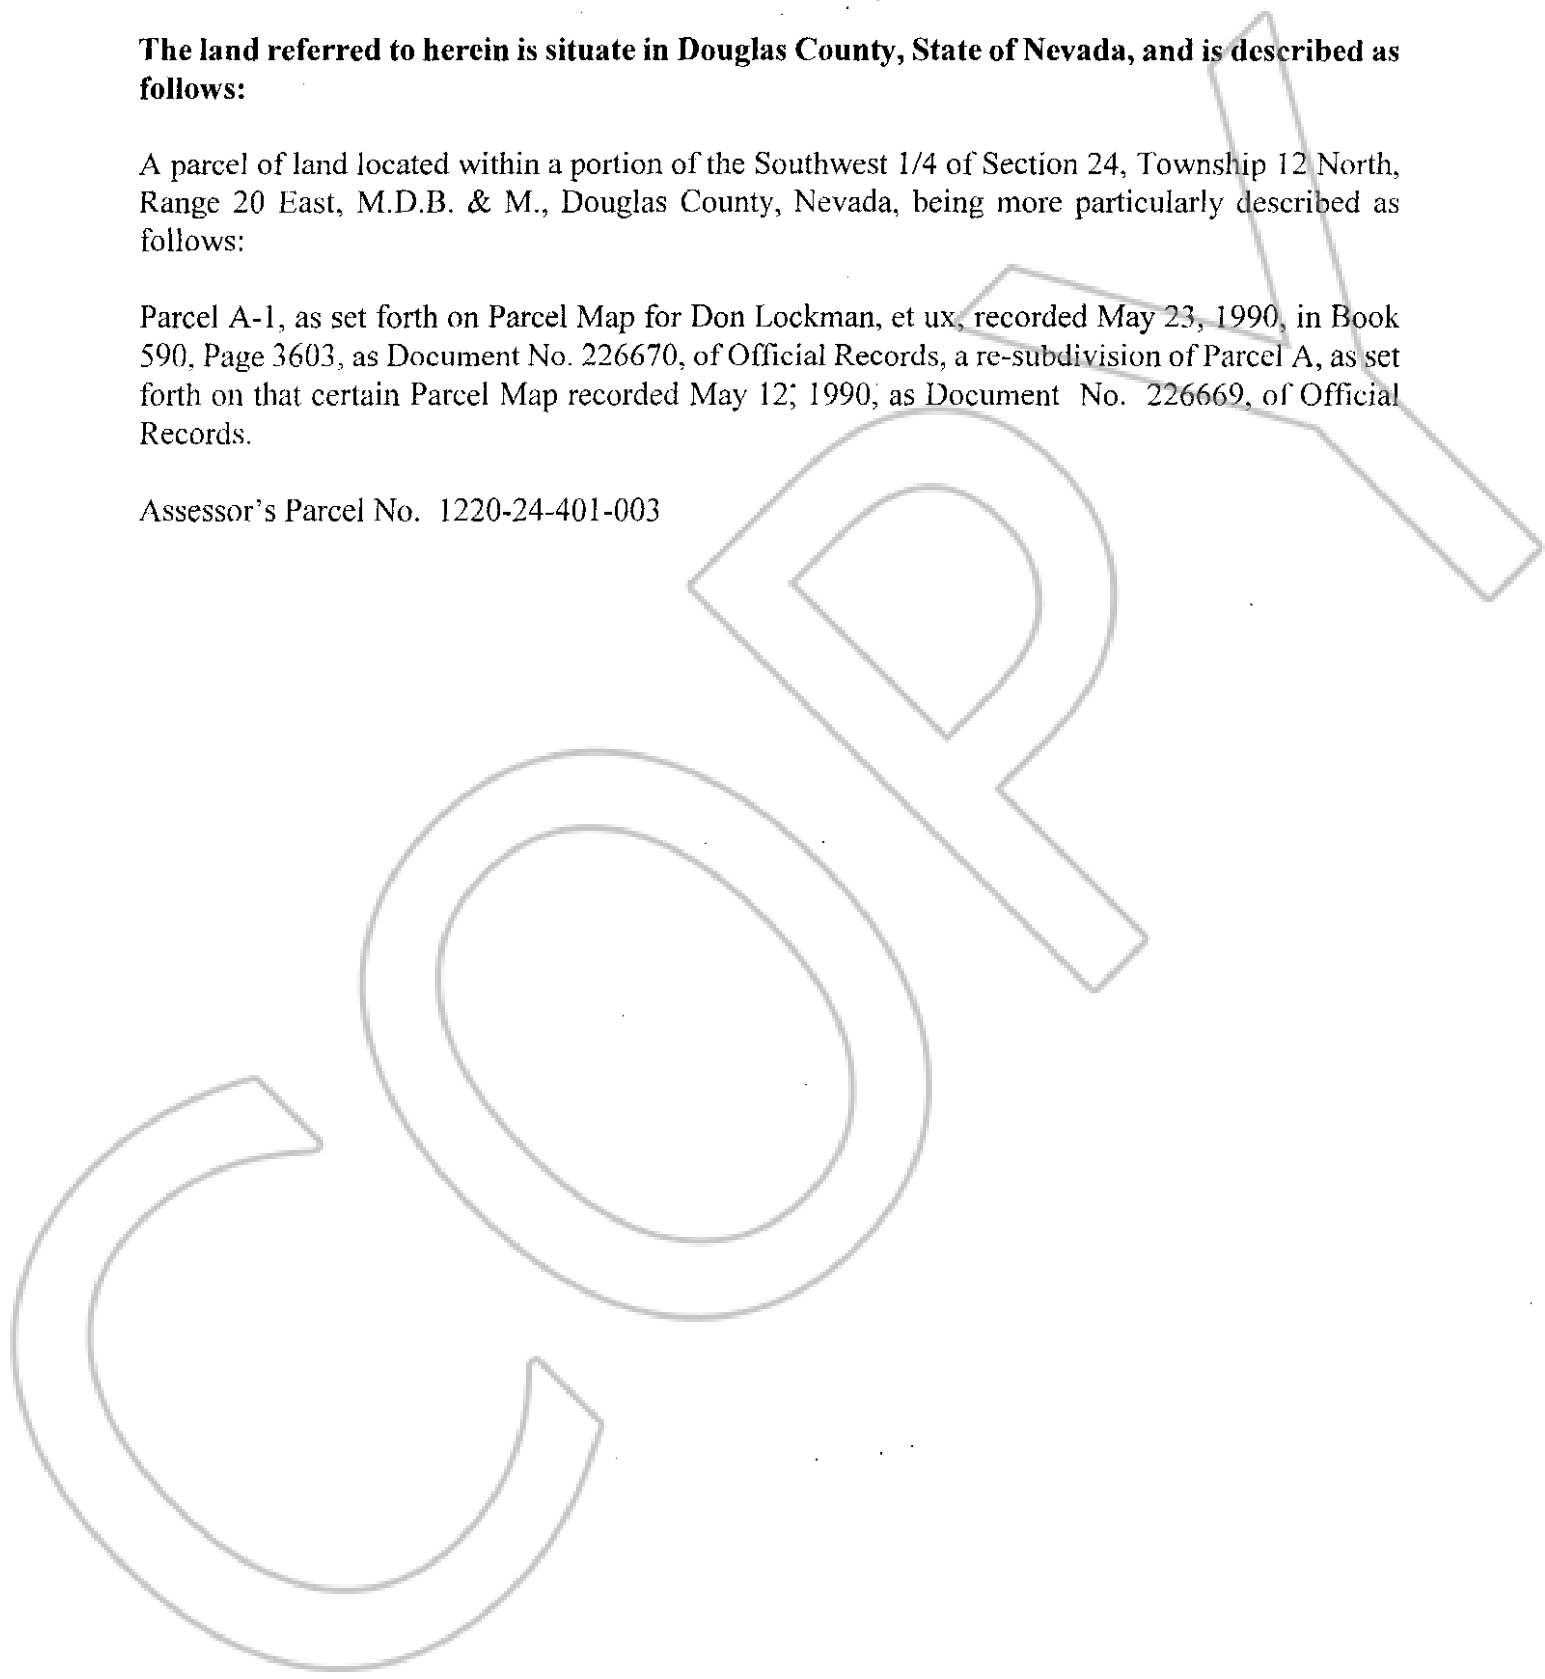 The land referred to herein is situate in Douglas County, State of Nevada, and is described as
follows:
A parcel of land located within a portion of the Southwest 1/4 of Section 24, Township 12 North,
Range 20 East, M.D.B. & M., Douglas County, Nevada, being more particularly described as
follows:
Parcel A-1, as set forth on Parcel Map for Don Lockman, et ux, recorded May 23, 1990, in Book
590, Page 3603, as Document No. 226670, of Official Records, a re-subdivision of Parcel A, as set
forth on that certain Parcel Map recorded May 12; 1990, as Document No. 226669, of Official
Records.
Assessor's Parcel No. 1220-24-401-003
COPY